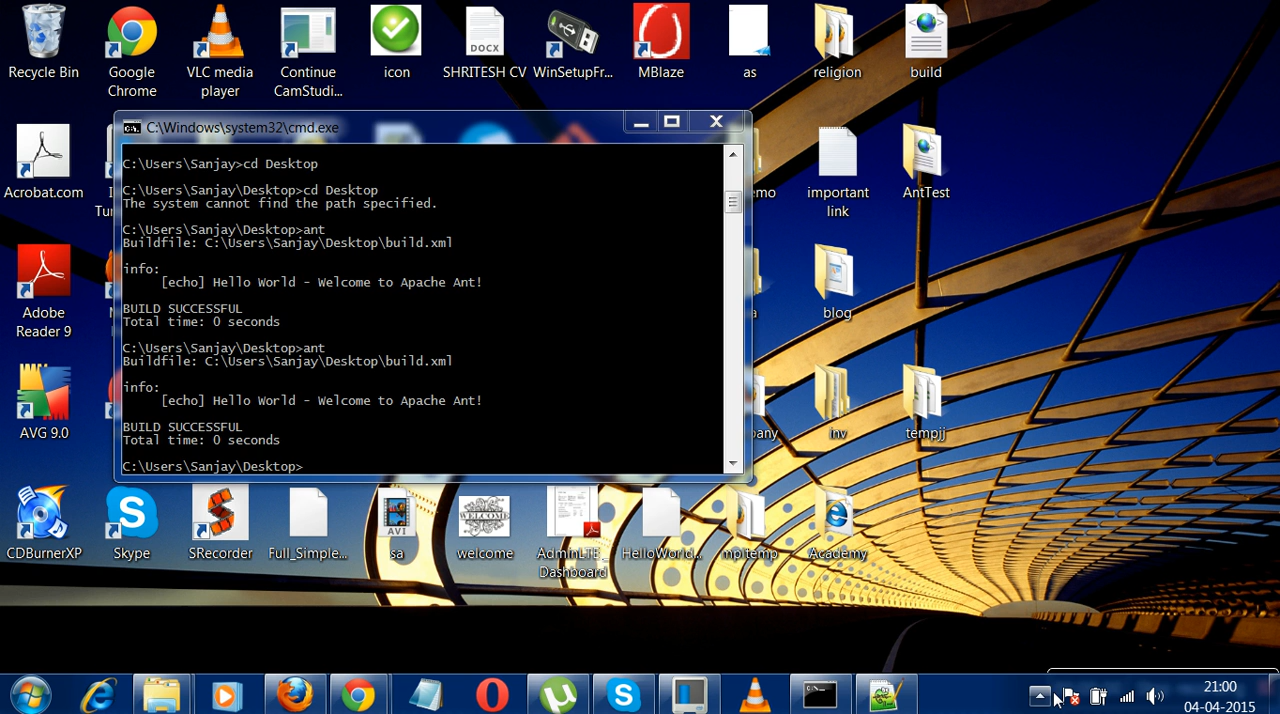 Recycle Bin
Google
Chrome
VLC media
player
Continue
CamStudi...
icon
DOCX
SHRITESH CV
WinSetupFr...
MBlaze
as
religion
build
C:\Windows\system32\cmd.exe
C:\Users\Sanjay>cd Desktop
C:\Users\Sanjay\Desktop>cd Desktop
The system cannot find the path specified.
C:\Users\Sanjay\Desktop>ant
Buildfile: C:\Users\Sanjay\Desktop\build.xml
info:
[echo] Hello World - Welcome to Apache Ant!
BUILD SUCCESSFUL
Total time: 0 seconds
C:\Users\Sanjay\Desktop>ant
Buildfile: C:\Users\Sanjay\Desktop\build.xml
info:
[echo] Hello World - Welcome to Apache Ant!
BUILD SUCCESSFUL
Total time: 0 seconds
C:\Users\Sanjay\Desktop>
Acrobat.com
important
link
AntTest
Adobe
Reader 9
blog
AVG 9.0
inv
tempjj
CDBurnerXP
Skype
SRecorder
Full_Simple...
AVI
sa
WELCOME
welcome
AdminLTE_
Dashboard
HelloWorld...
mpltemp
Academy
21:00
04-04-2015